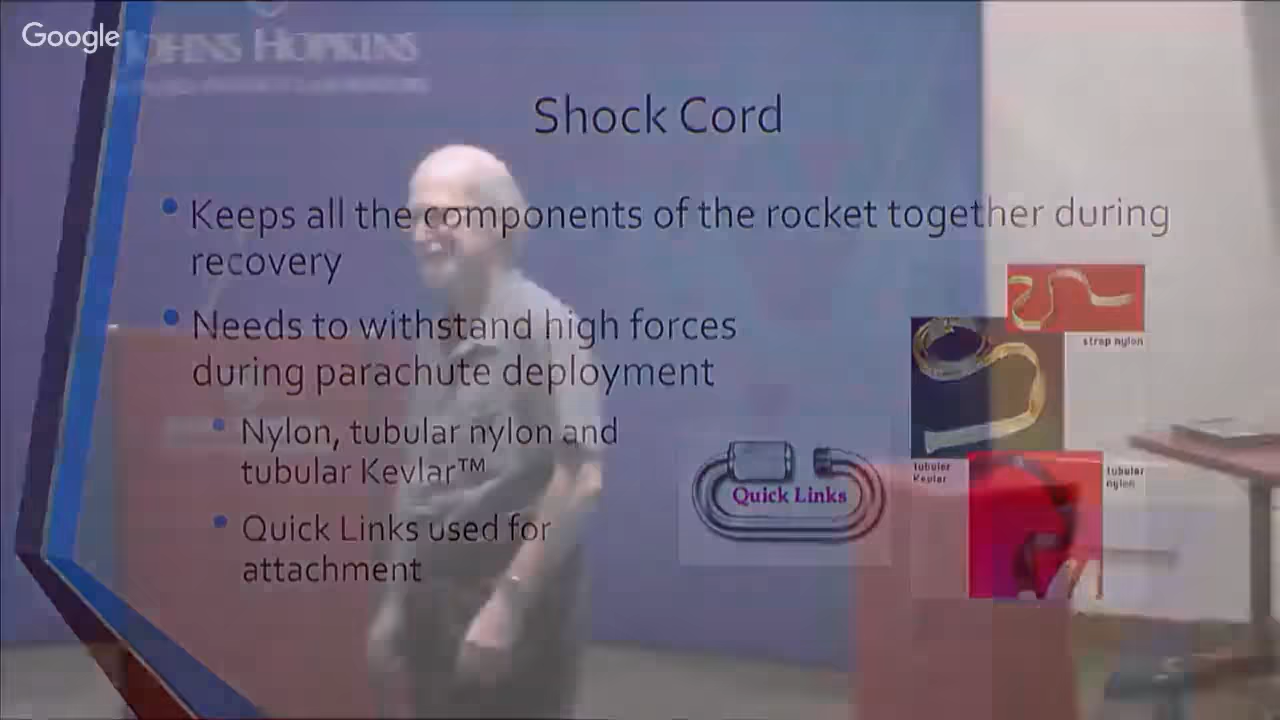 Google
JOHNS HOPKINS
Shock Cord
Keeps all the components of the rocket together during
recovery
Needs to withstand high forces
during parachute deployment
Nylon, tubular nylon and
tubular Kevlar™
Quick Links used for
attachment
Quick Links
strap nylon
tubular
Kevlar
tubular
nylon